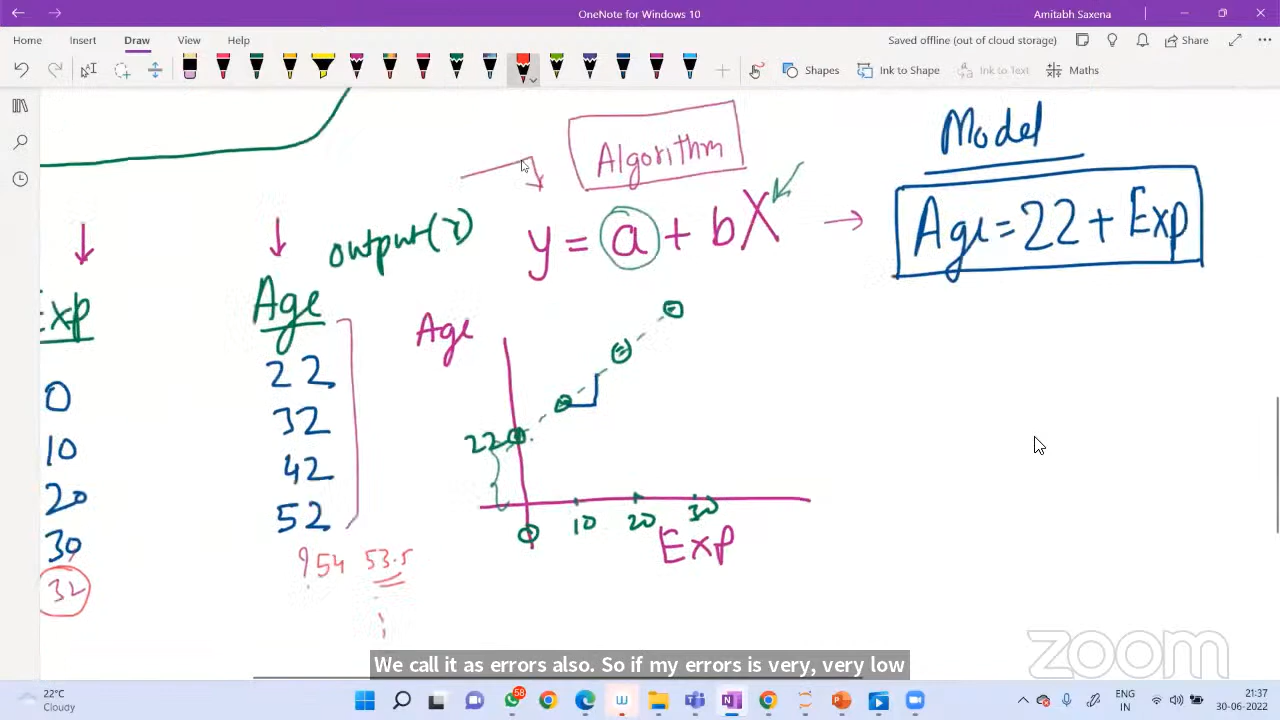 OneNote for Windows 10
Amitabh Saxena
Home Insert Draw View Help
Saved offline (out of cloud storage)
Share
Shapes
Ink to Shape
Ink to Text
Maths
Algorithm
Model
output(Y)
y = a + bX → Age = 22 + Exp
Exp Age
0 22
10 32
20 42
30 52
32 ? 54 53.5
Age
22
0 10 20 30
Exp
zoom
We call it as errors also. So if my errors is very, very low
22°C
Cloudy
58
ENG
IN
21:37
30-06-2022